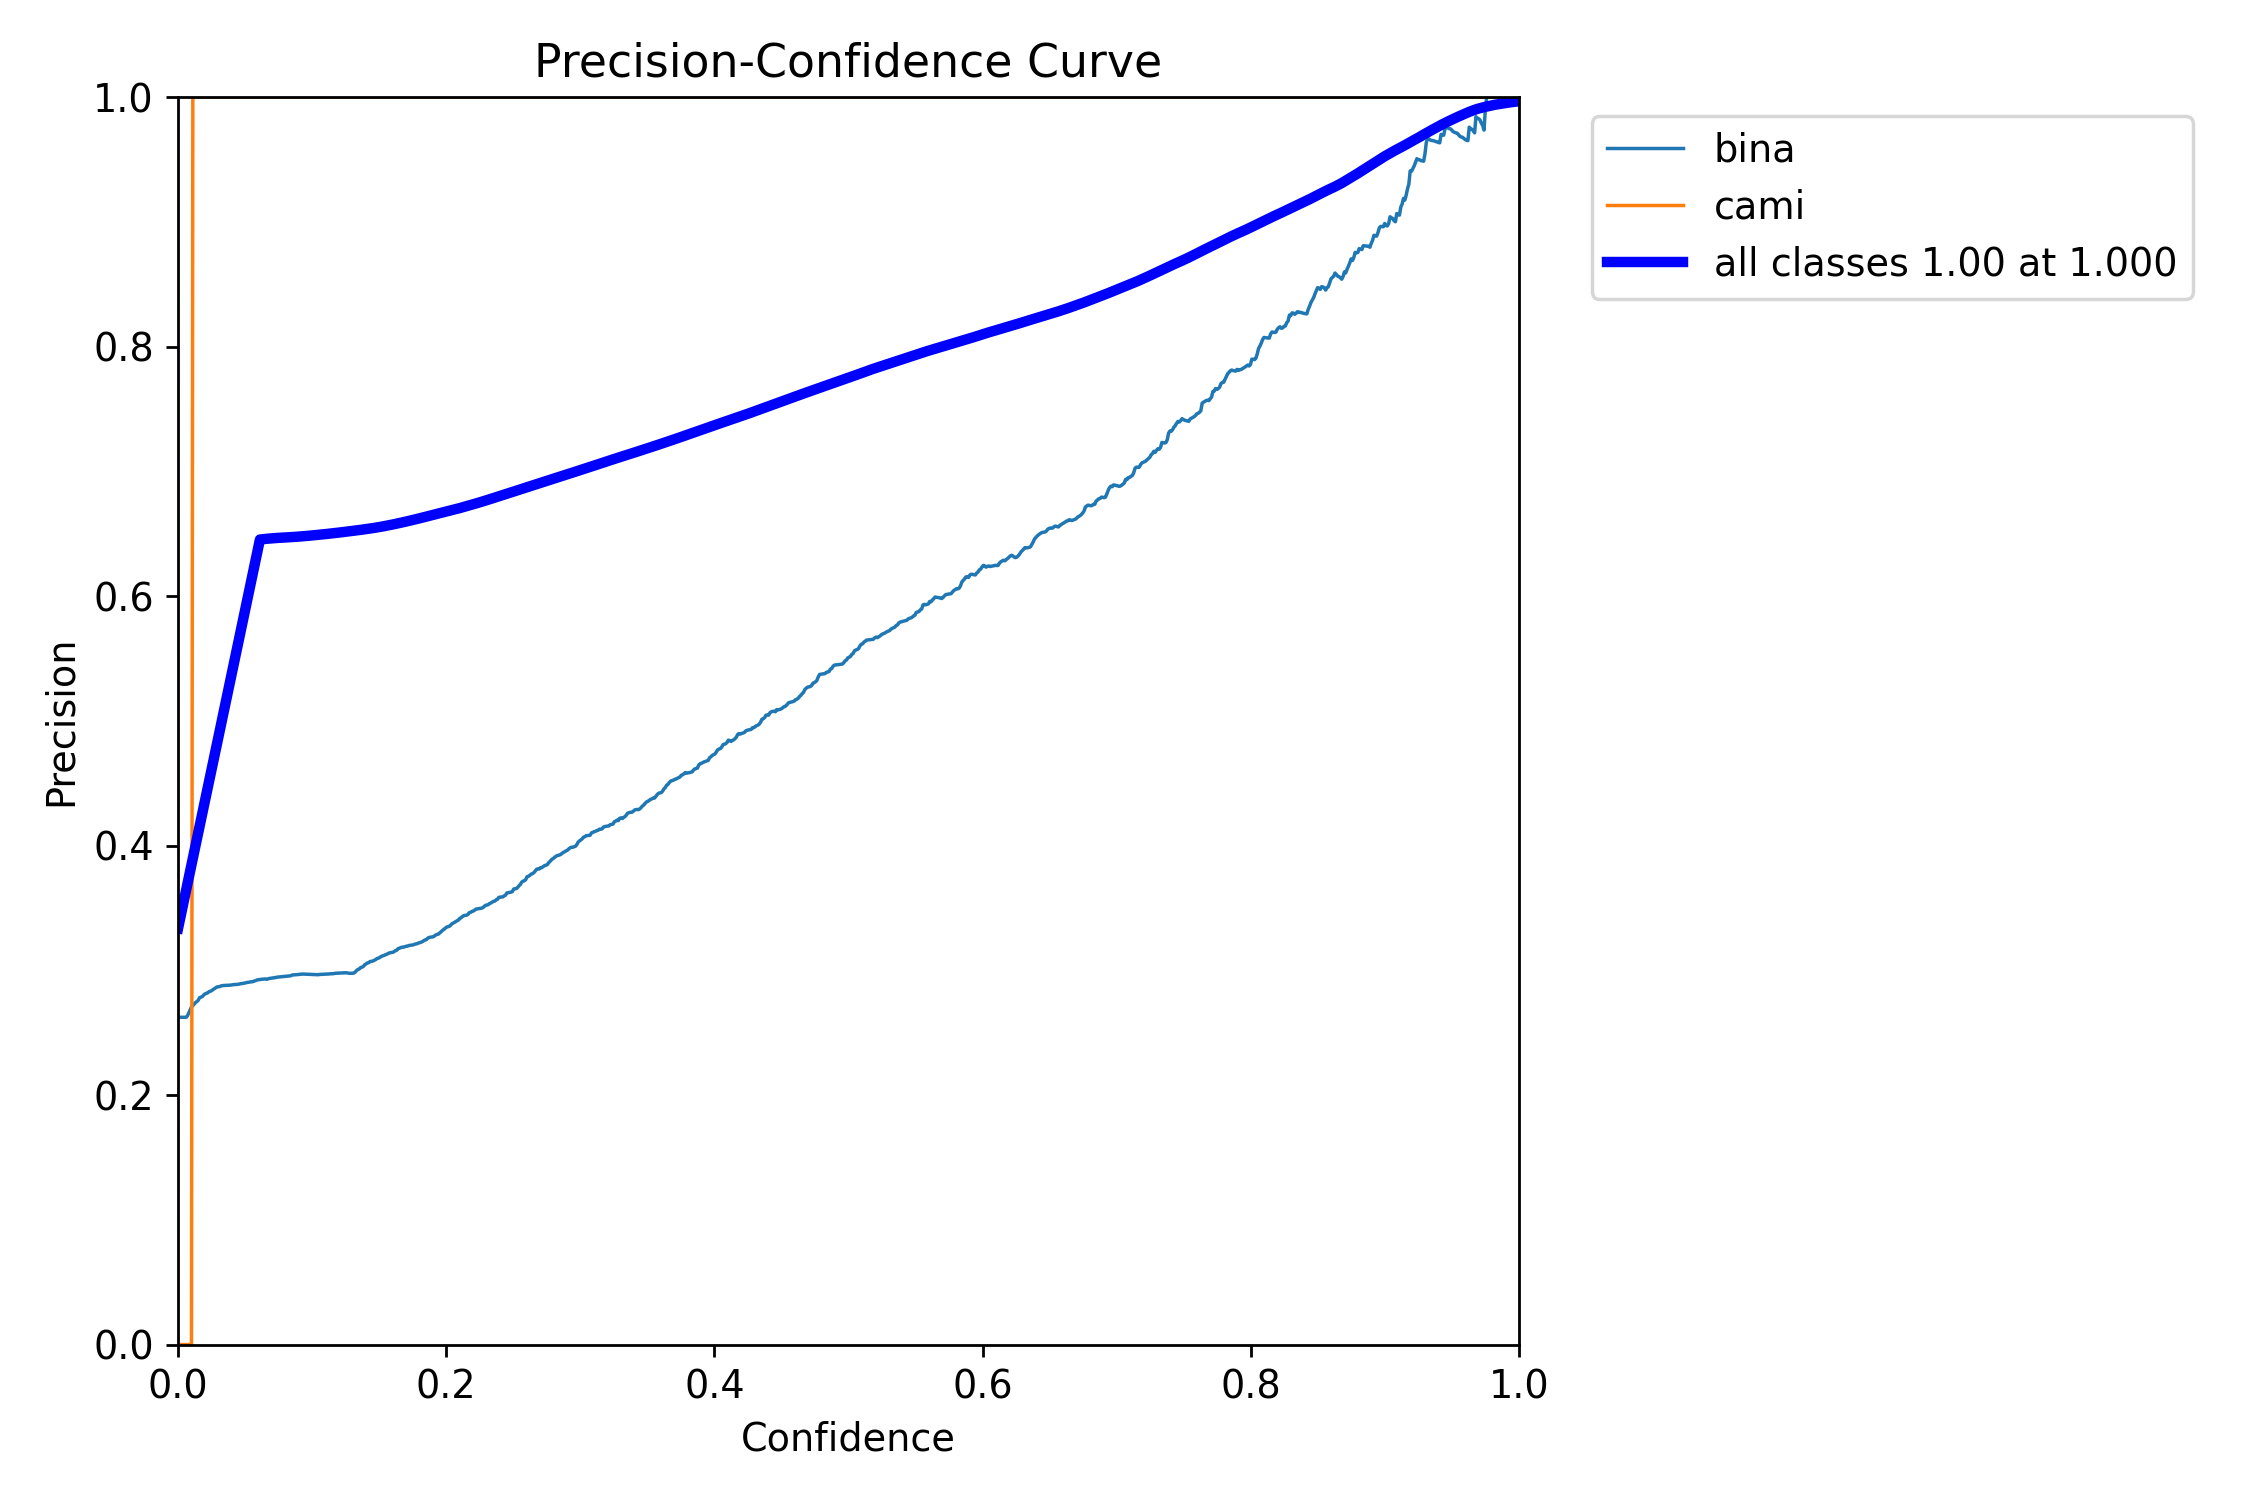 Precision-Confidence Curve
1.0
0.8
0.6
0.4
0.2
0.0
Precision
0.0 0.2 0.4 0.6 0.8 1.0
Confidence
bina
cami
all classes 1.00 at 1.000